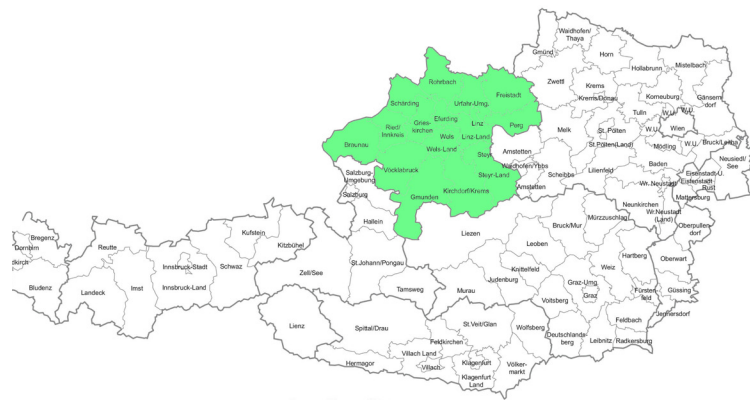 Waidhofen/
Thaya
Gmünd
Horn
Hollabrunn
Mistelbach
Zwettl
Krems
Krems/Donau
Korneuburg
Gänsern
dorf
Tulln
W.U.
W.U.
W.U.
Wien
W.U.
Mödling
Bruck/Leitha
Melk
St.Pölten
St.Pölten(Land)
Baden
Neusiedl/
See
Amstetten
Waidhofen/Ybbs
Amstetten
Scheibbs
Lilienfeld
Wr.Neustadt
Eisenstadt-U.
Eisenstadt
Rust
Mattersburg
Neunkirchen
Wr.Neustadt
(Land)
Oberpullen
dorf
Rohrbach
Freistadt
Schärding
Urfahr-Umg.
Eferding
Linz
Perg
Ried/
Innkreis
Gries-
kirchen
Wels
Linz-Land
Braunau
Wels-Land
Steyr
Vöcklabruck
Steyr-Land
Gmunden
Kirchdorf/Krems
Salzburg-
Umgebung
Salzburg
Hallein
Liezen
Bruck/Mur
Mürzzuschlag
Leoben
Hartberg
Oberwart
Kufstein
Kitzbühel
Bregenz
Dornbirn
Reutte
Innsbruck-Stadt
Schwaz
Zell/See
St.Johann/Pongau
Knittelfeld
Weiz
Bludenz
Landeck
Imst
Innsbruck-Land
Tamsweg
Murau
Judenburg
Graz-Umg.
Graz
Voitsberg
Fürsten-
feld
Güssing
Jennersdorf
Feldbach
Lienz
Spittal/Drau
St.Veit/Glan
Wolfsberg
Deutschlands-
berg
Leibnitz
Radkersburg
Feldkirchen
Hermagor
Villach Land
Villach
Klagenfurt
Klagenfurt
Land
Völker-
markt